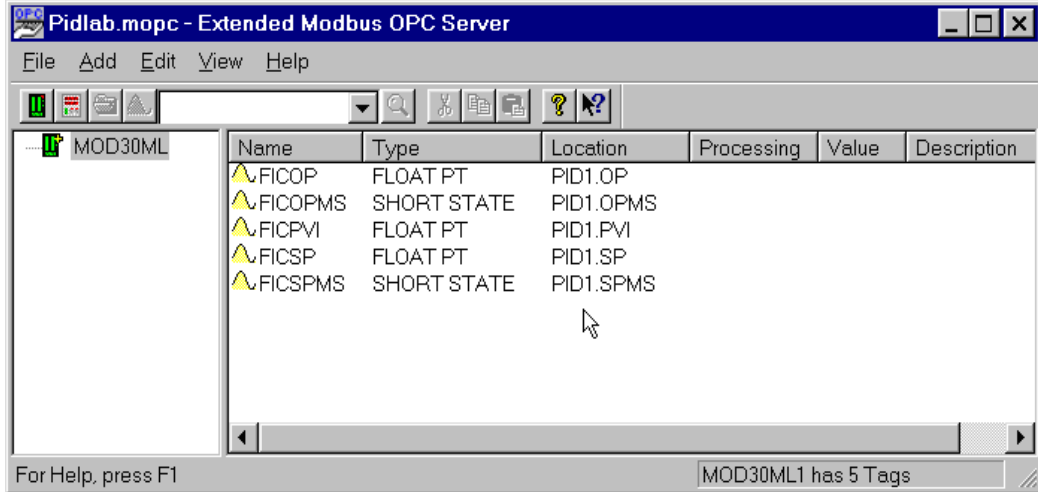 OPC
Pidlab.mopc - Extended Modbus OPC Server
File Add Edit View Help
MOD30ML
Name Type Location Processing Value Description
FICOP FLOAT PT PID1.OP
FICOPMS SHORT STATE PID1.OPMS
FICPVI FLOAT PT PID1.PVI
FICSP FLOAT PT PID1.SP
FICSPMS SHORT STATE PID1.SPMS
For Help, press F1 MOD30ML1 has 5 Tags